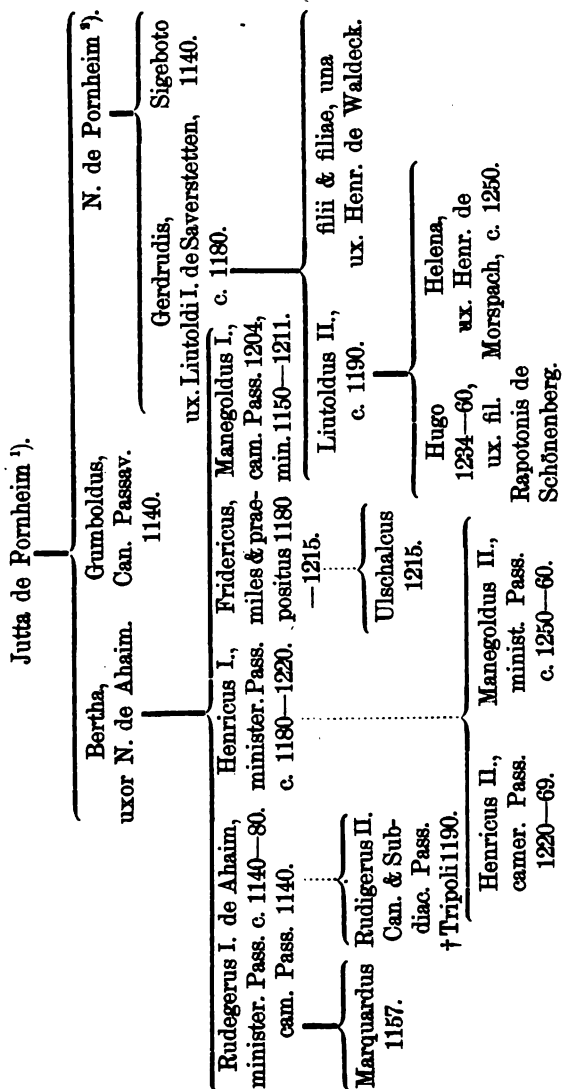 Jutta de Pornheim ¹).
Bertha,
uxor N. de Ahaim.
Gumboldus,
Can. Passav.
1140.
N. de Pornheim ²).
Rudegerus I. de Ahaim,
minister. Pass. c. 1140—80.
cam. Pass. 1140.
Henricus I.,
minister. Pass.
c. 1180—1220.
Fridericus,
miles & prae-
positus 1180
—1215.
Manegoldus I.,
cam. Pass. 1204,
min. 1150—1211.
Gerdrudis,
ux. Liutoldi I. de Saverstetten,
c. 1180.
Sigeboto
1140.
Marquardus
1157.
Rudigerus II.
Can. & Sub-
diac. Pass.
† Tripoli 1190.
Ulschalcus
1215.
Liutoldus II.,
c. 1190.
filii & filiae, una
ux. Henr. de Waldeck.
Henricus II.,
camer. Pass.
1220—69.
Manegoldus II.,
minist. Pass.
c. 1250—60.
Hugo
1234—60,
ux. fil.
Rapotonis de
Schönenberg.
Helena,
ux. Henr. de
Morspach, c. 1250.